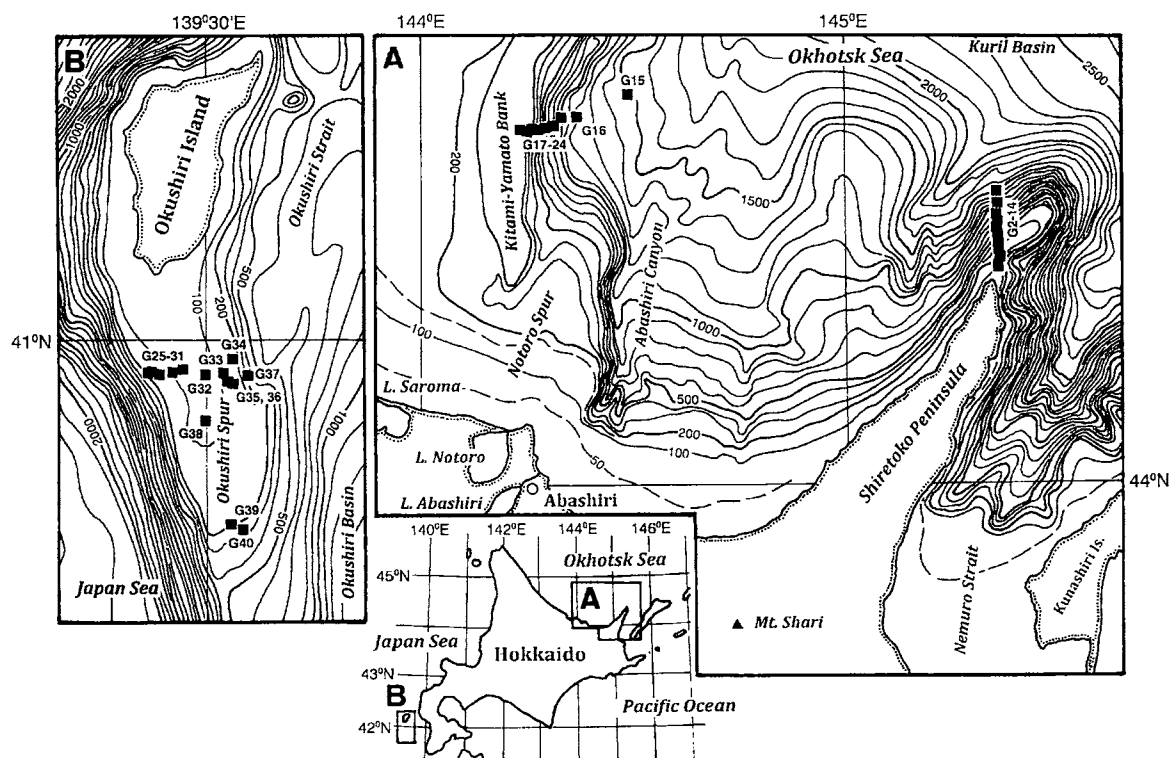 139°30'E
B
2000
1000
Okushiri Island
Okushiri Strait
500
200
100
41°N
G34
G25-31
G33
G37
G32
G35, 36
G38
Okushiri Spur
1000
2000
G39
G40
500
Okushiri Basin
Japan Sea
144°E
145°
A
Okhotsk Sea
Kuril Basin
2500
2000
G15
G16
G17-24
Kitami-Yamato Bank
200
1500
G2-14
Abashiri Canyon
Notoro Spur
1000
100
L. Saroma
500
200
100
50
L. Notoro
L. Abashiri
Abashiri
Shiretoko Peninsula
44°N
Nemuro Strait
Kunashiri Is.
Mt. Shari
140°E
142°E
144°E
146°E
Okhotsk Sea
45°N
A
Japan Sea
Hokkaido
43°N
B
Pacific Ocean
42°N